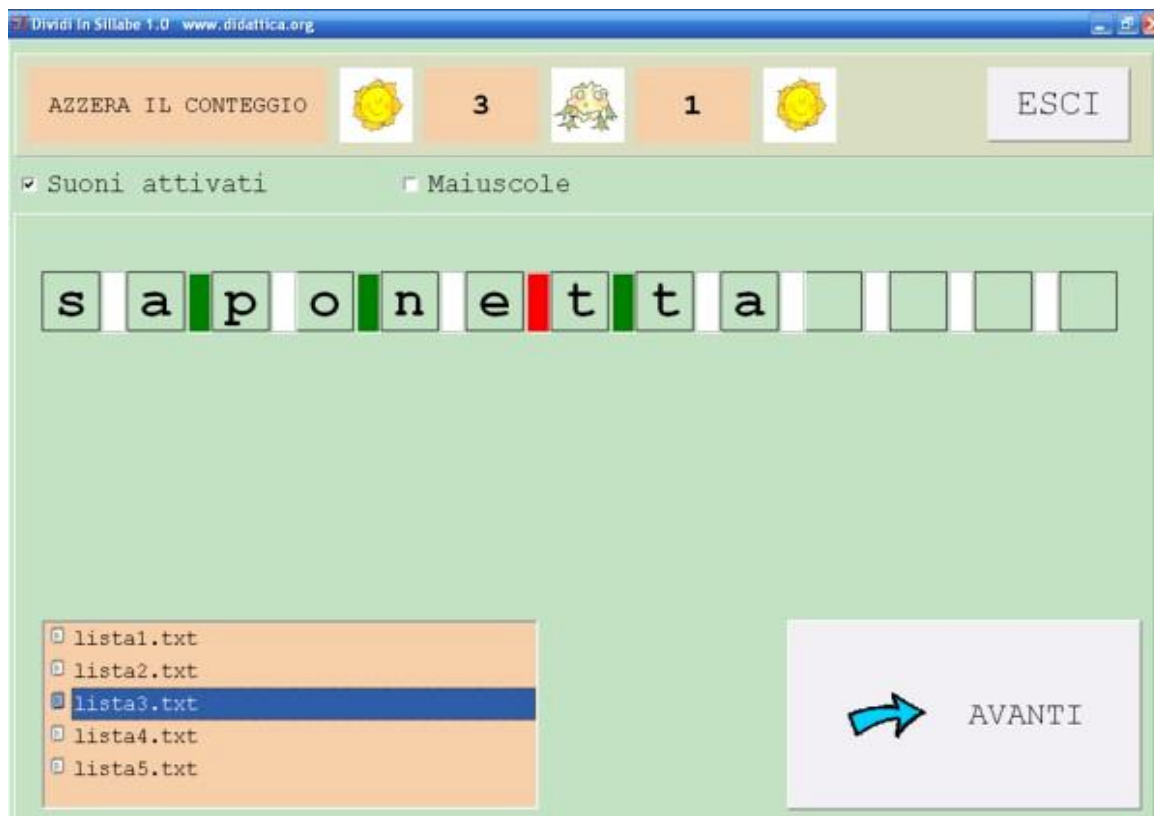 Dividi In Sillabe 1.0 www.didattica.org
AZZERA IL CONTEGGIO 3 1 ESCI
Suoni attivati Maiuscole
s a p o n e t t a
lista1.txt
lista2.txt
lista3.txt
lista4.txt
lista5.txt
AVANTI